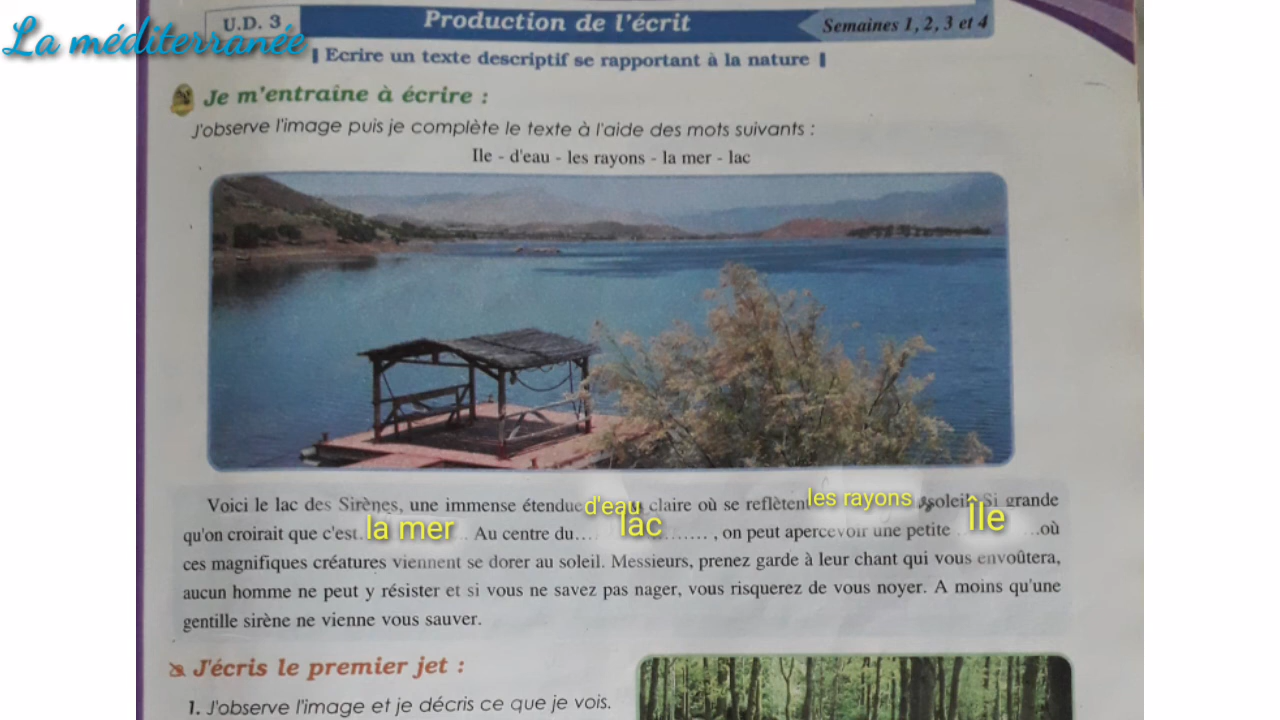 La méditerranée
U.D. 3
Production de l'écrit
Semaines 1, 2, 3 et 4
Ecrire un texte descriptif se rapportant à la nature
Je m'entraîne à écrire :
J'observe l'image puis je complète le texte à l'aide des mots suivants :
Ile - d'eau - les rayons - la mer - lac
Voici le lac des Sirènes, une immense étendue d'eau claire où se reflètent les rayons soleil. Si grande
qu'on croirait que c'est. la mer .. Au centre du... lac ......, on peut apercevoir une petite . île ..où
ces magnifiques créatures viennent se dorer au soleil. Messieurs, prenez garde à leur chant qui vous envoûtera,
aucun homme ne peut y résister et si vous ne savez pas nager, vous risquerez de vous noyer. A moins qu'une
gentille sirène ne vienne vous sauver.
J'écris le premier jet :
1. J'observe l'image et je décris ce que je vois.